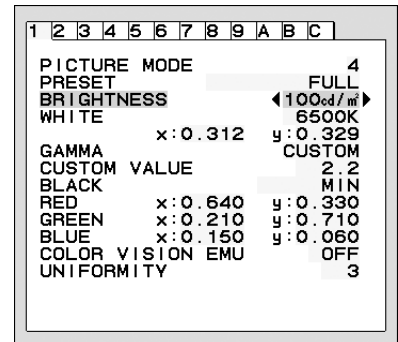 1 2 3 4 5 6 7 8 9 A B C
PICTURE MODE 4
PRESET FULL
BRIGHTNESS ◀100cd/㎡▶
WHITE 6500K
x:0.312 y:0.329
GAMMA CUSTOM
CUSTOM VALUE 2.2
BLACK MIN
RED x:0.640 y:0.330
GREEN x:0.210 y:0.710
BLUE x:0.150 y:0.060
COLOR VISION EMU OFF
UNIFORMITY 3